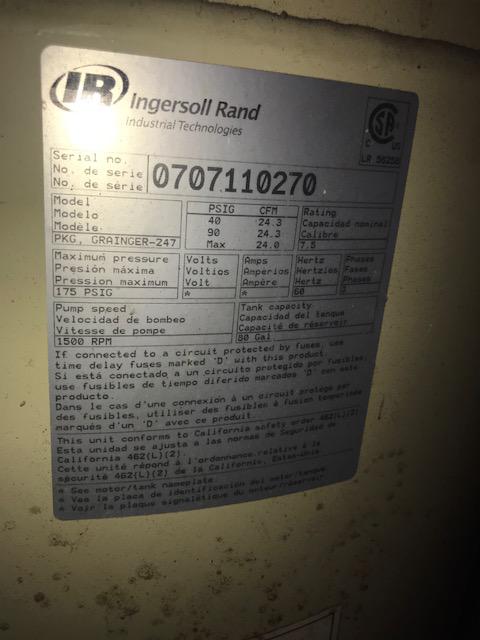 IR Ingersoll Rand
Industrial Technologies
SA
C US
LR 56258
Serial no.
No. de serie
No. de série
0707110270
Model
Modelo
Modèle
PKG, GRAINGER-247
PSIG CFM
40 24.3
90 24.3
Max 24.0
Rating
Capacidad nominal
Calibre
7.5
Maximum pressure
Presión máxima
Pression maximum
175 PSIG
Volts
Voltios
Volt
*
Amps
Amperios
Ampère
*
Hertz
Hertzios
Hertz
60
Phases
Fases
Phases
3
Pump speed
Velocidad de bombeo
Vitesse de pompe
1500 RPM
Tank capacity
Capacidad del tanque
Capacité de réservoir
80 Gal.
If connected to a circuit protected by fuses, use
time delay fuses marked 'D' with this product
Si está conectado a un circuito protegido por fusibles,
use fusibles de tiempo diferido marcados 'D' con este
producto.
Dans le cas d'une connexion à un circuit protégé par
des fusibles, utiliser des fusibles à fusion temporisée
marqués d'un 'D' avec ce produit.
This unit conforms to California safety order 462(L)(2).
Esta unidad se ajusta a las normas de Seguridad de
California 462(L)(2).
Cette unité répond à l'ordonnance relative à la
sécurité 462(L)(2) de la Californie, Etats-Unis
* See motor/tank nameplate.
* Vea la placa de identificación del motor/tanque
* Voir la plaque signalétique du moteur/réservoir